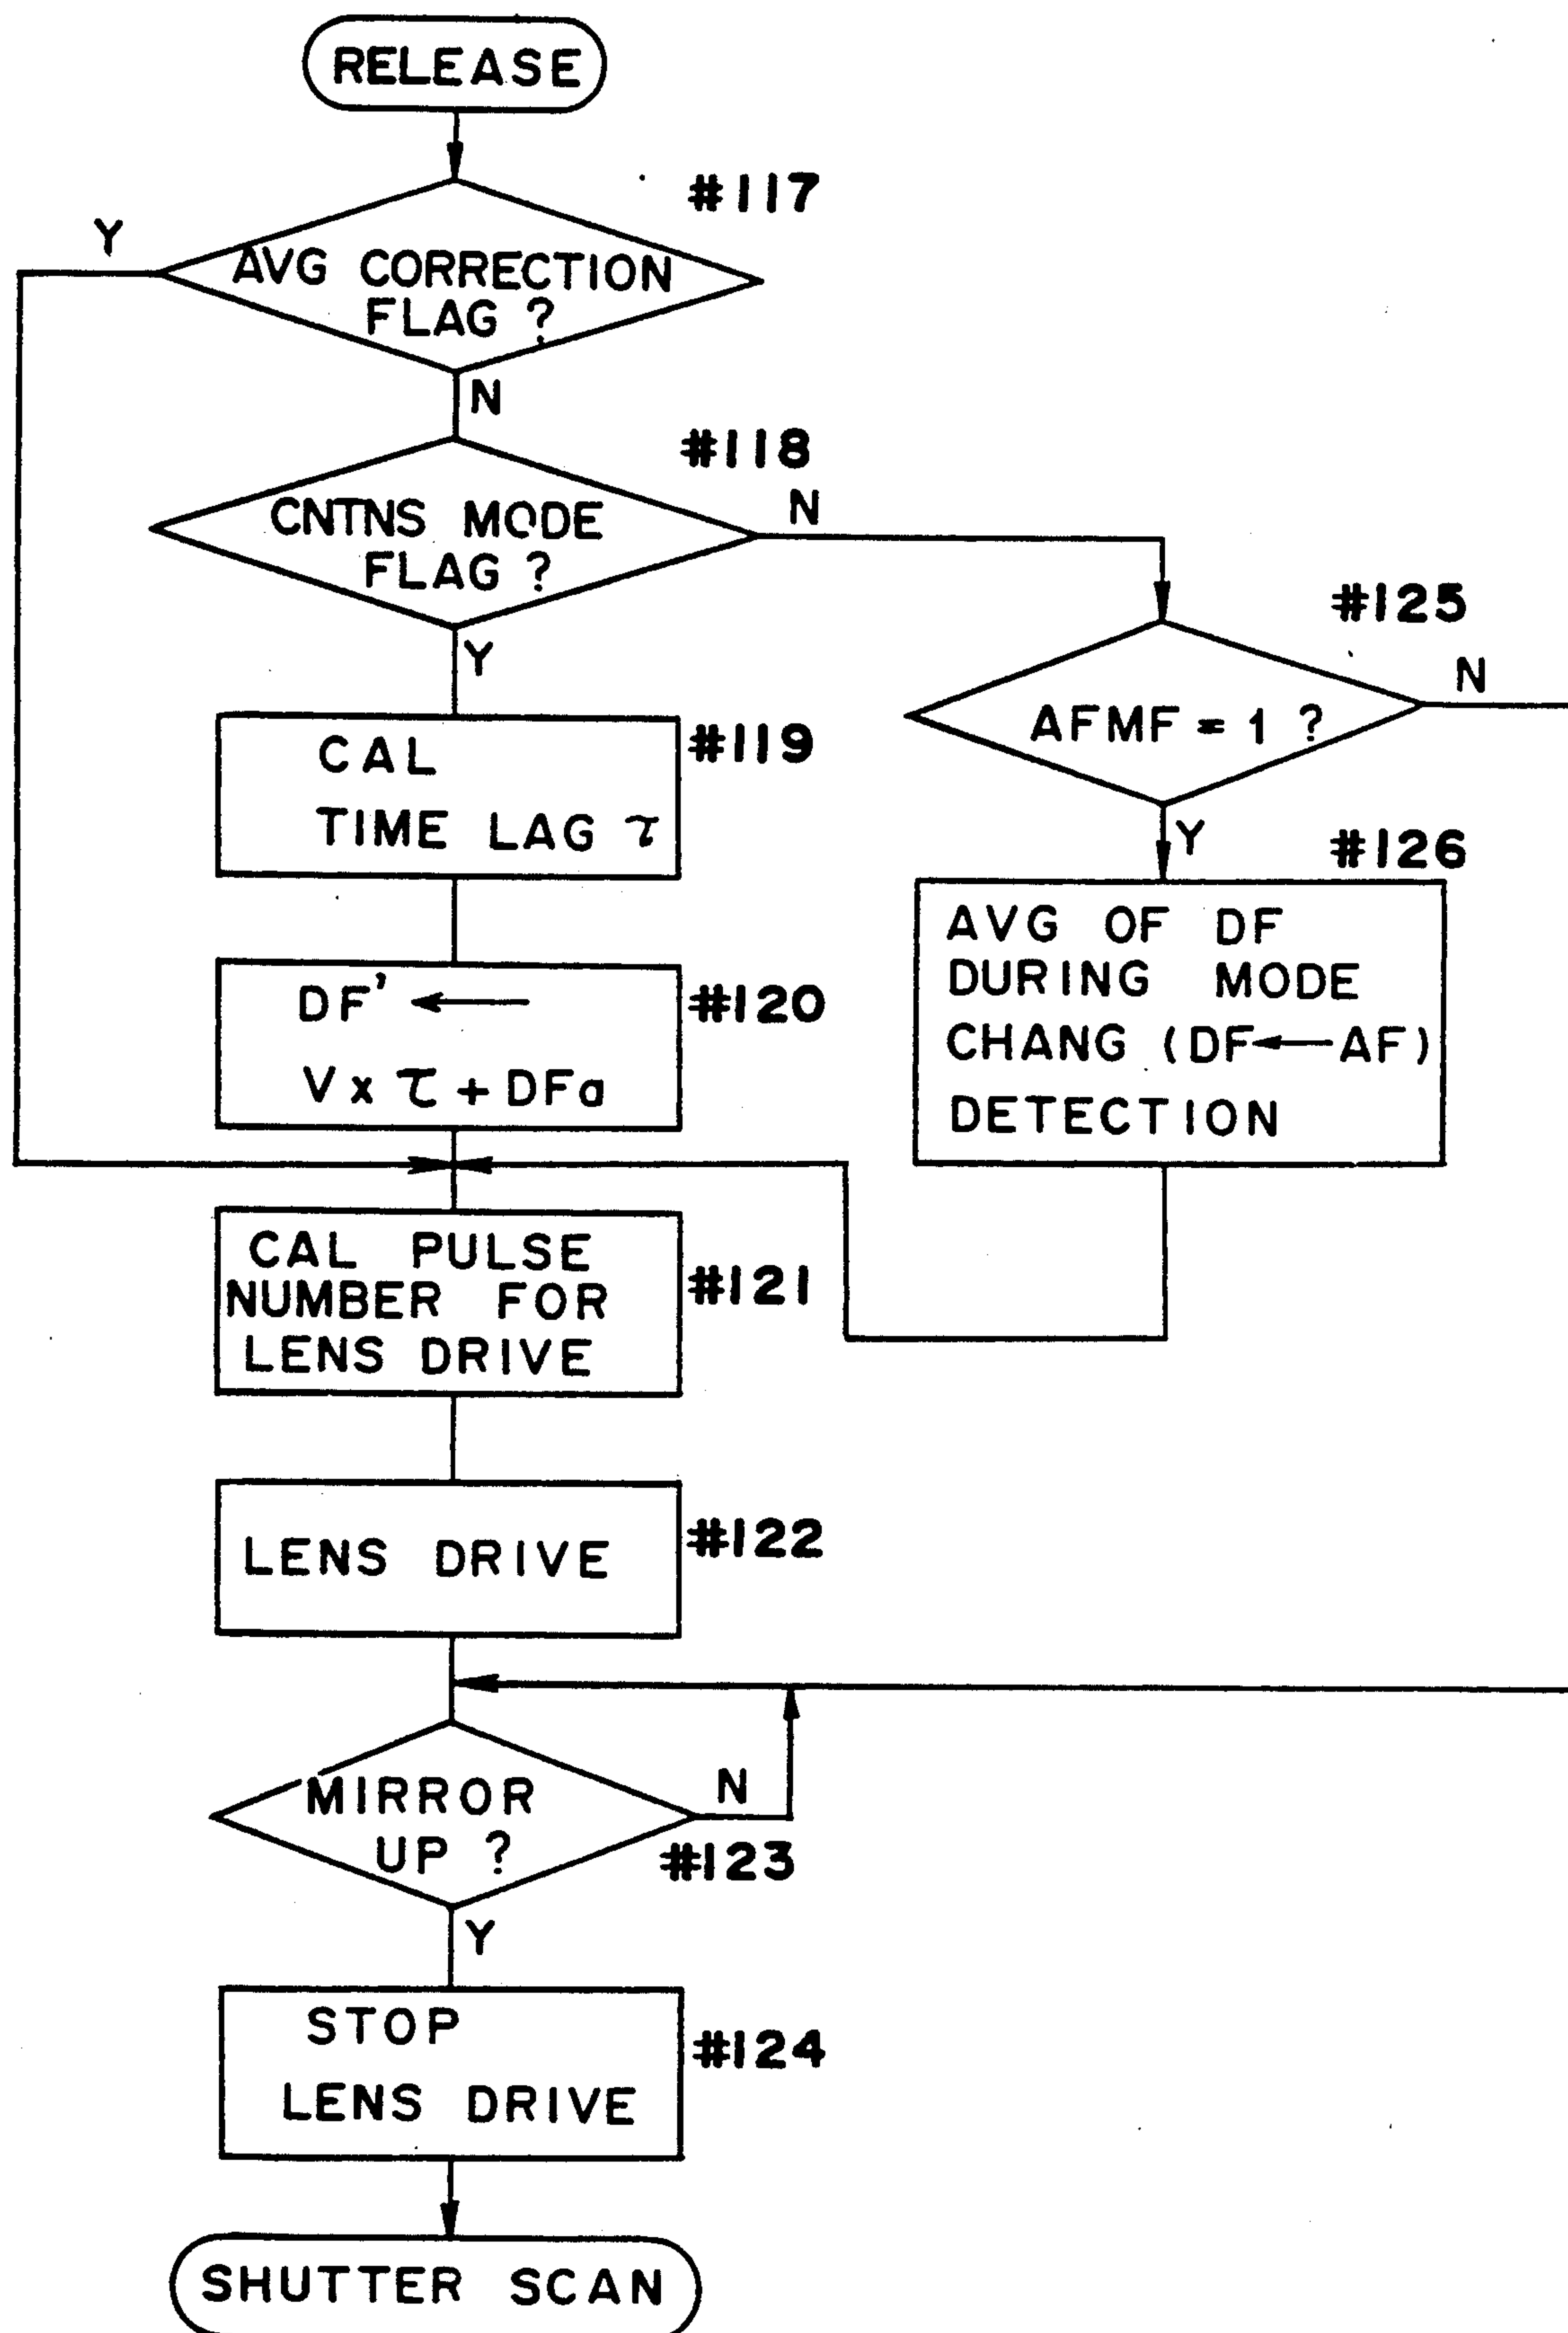 RELEASE
#117
Y
AVG CORRECTION
FLAG ?
N
#118
CNTNS MODE
FLAG ?
N
Y
#125
AFMF = 1 ?
N
Y
#119
CAL
TIME LAG τ
#126
AVG OF DF
DURING MODE
CHANG (DF←AF)
DETECTION
#120
DF' ←
V x τ + DFa
#121
CAL PULSE
NUMBER FOR
LENS DRIVE
#122
LENS DRIVE
MIRROR
UP ?
N
#123
Y
STOP
LENS DRIVE
#124
SHUTTER SCAN